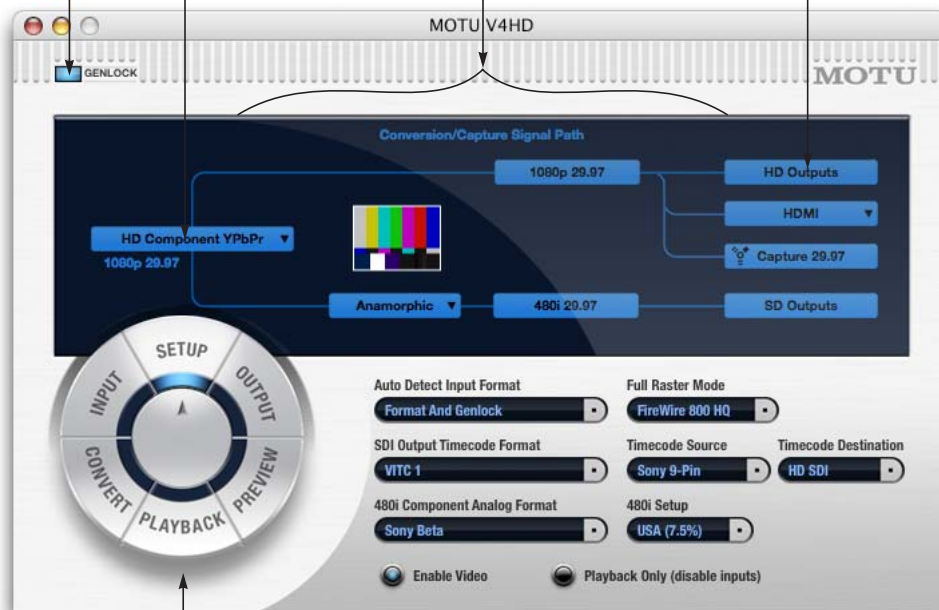 MOTU V4HD
GENLOCK
MOTU
Conversion/Capture Signal Path
1080p 29.97
HD Outputs
HDMI
HD Component YPbPr
1080p 29.97
Capture 29.97
Anamorphic
480i 29.97
SD Outputs
SETUP
INPUT
OUTPUT
CONVERT
PREVIEW
PLAYBACK
Auto Detect Input Format
Full Raster Mode
Format And Genlock
FireWire 800 HQ
SDI Output Timecode Format
Timecode Source
Timecode Destination
VITC 1
Sony 9-Pin
HD SDI
480i Component Analog Format
480i Setup
Sony Beta
USA (7.5%)
Enable Video
Playback Only (disable inputs)